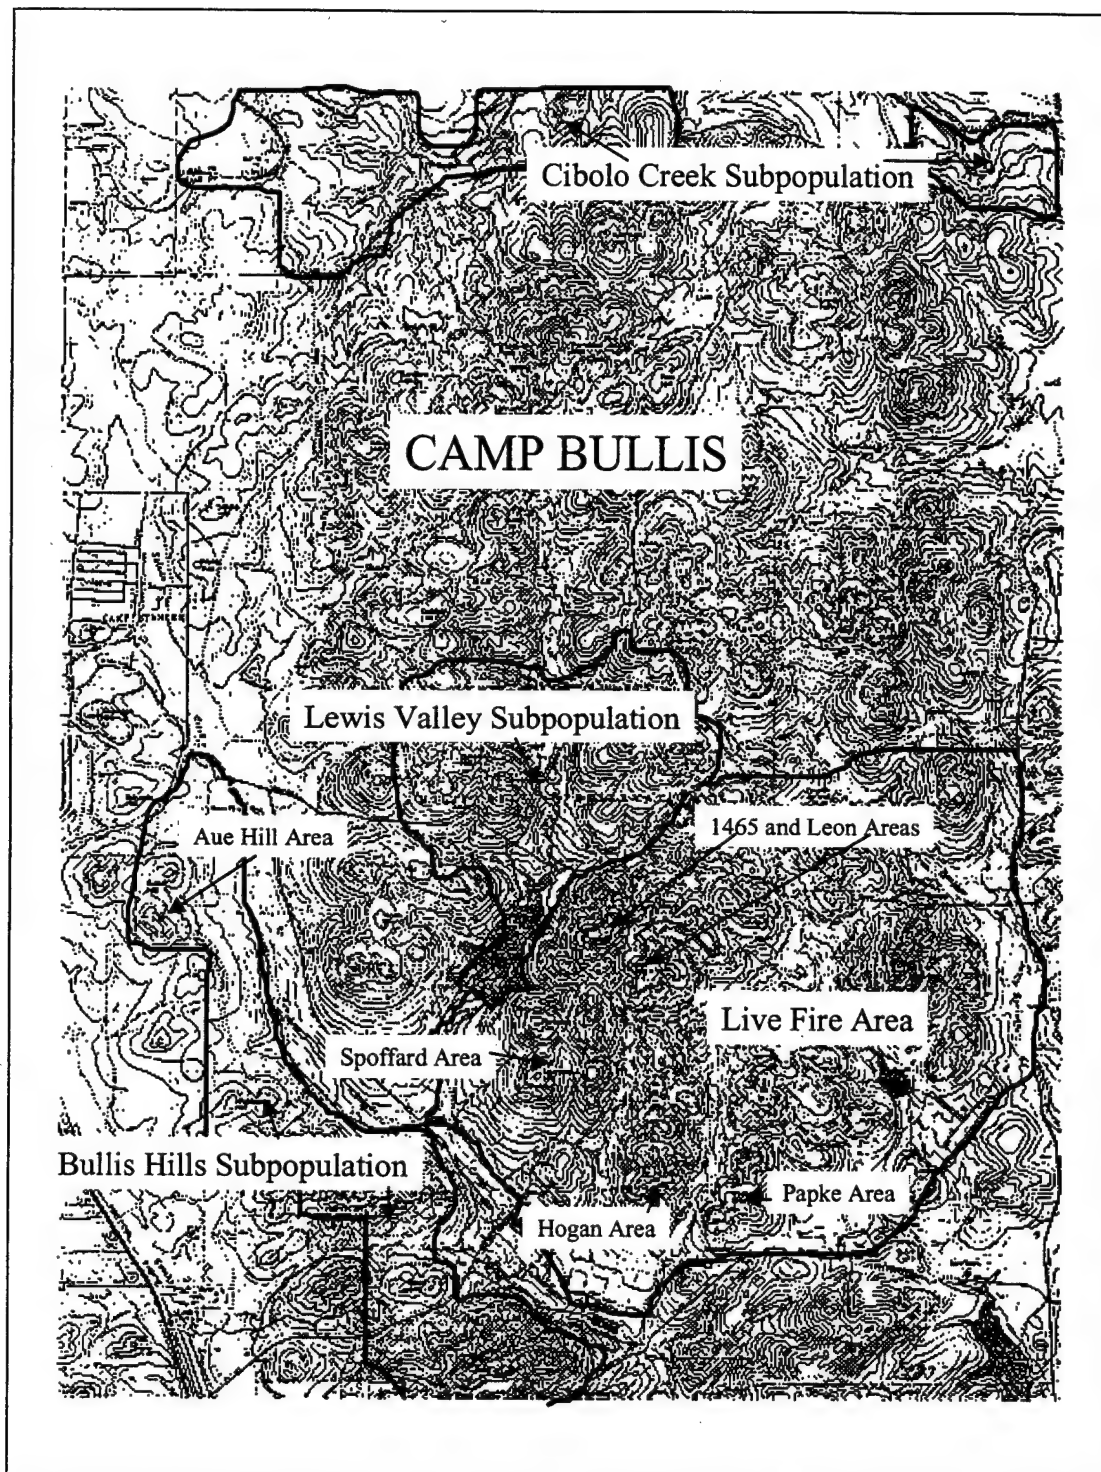 Cibolo Creek Subpopulation
CAMP BULLIS
Lewis Valley Subpopulation
Aue Hill Area
1465 and Leon Areas
Live Fire Area
Spoffard Area
Bullis Hills Subpopulation
Papke Area
Hogan Area